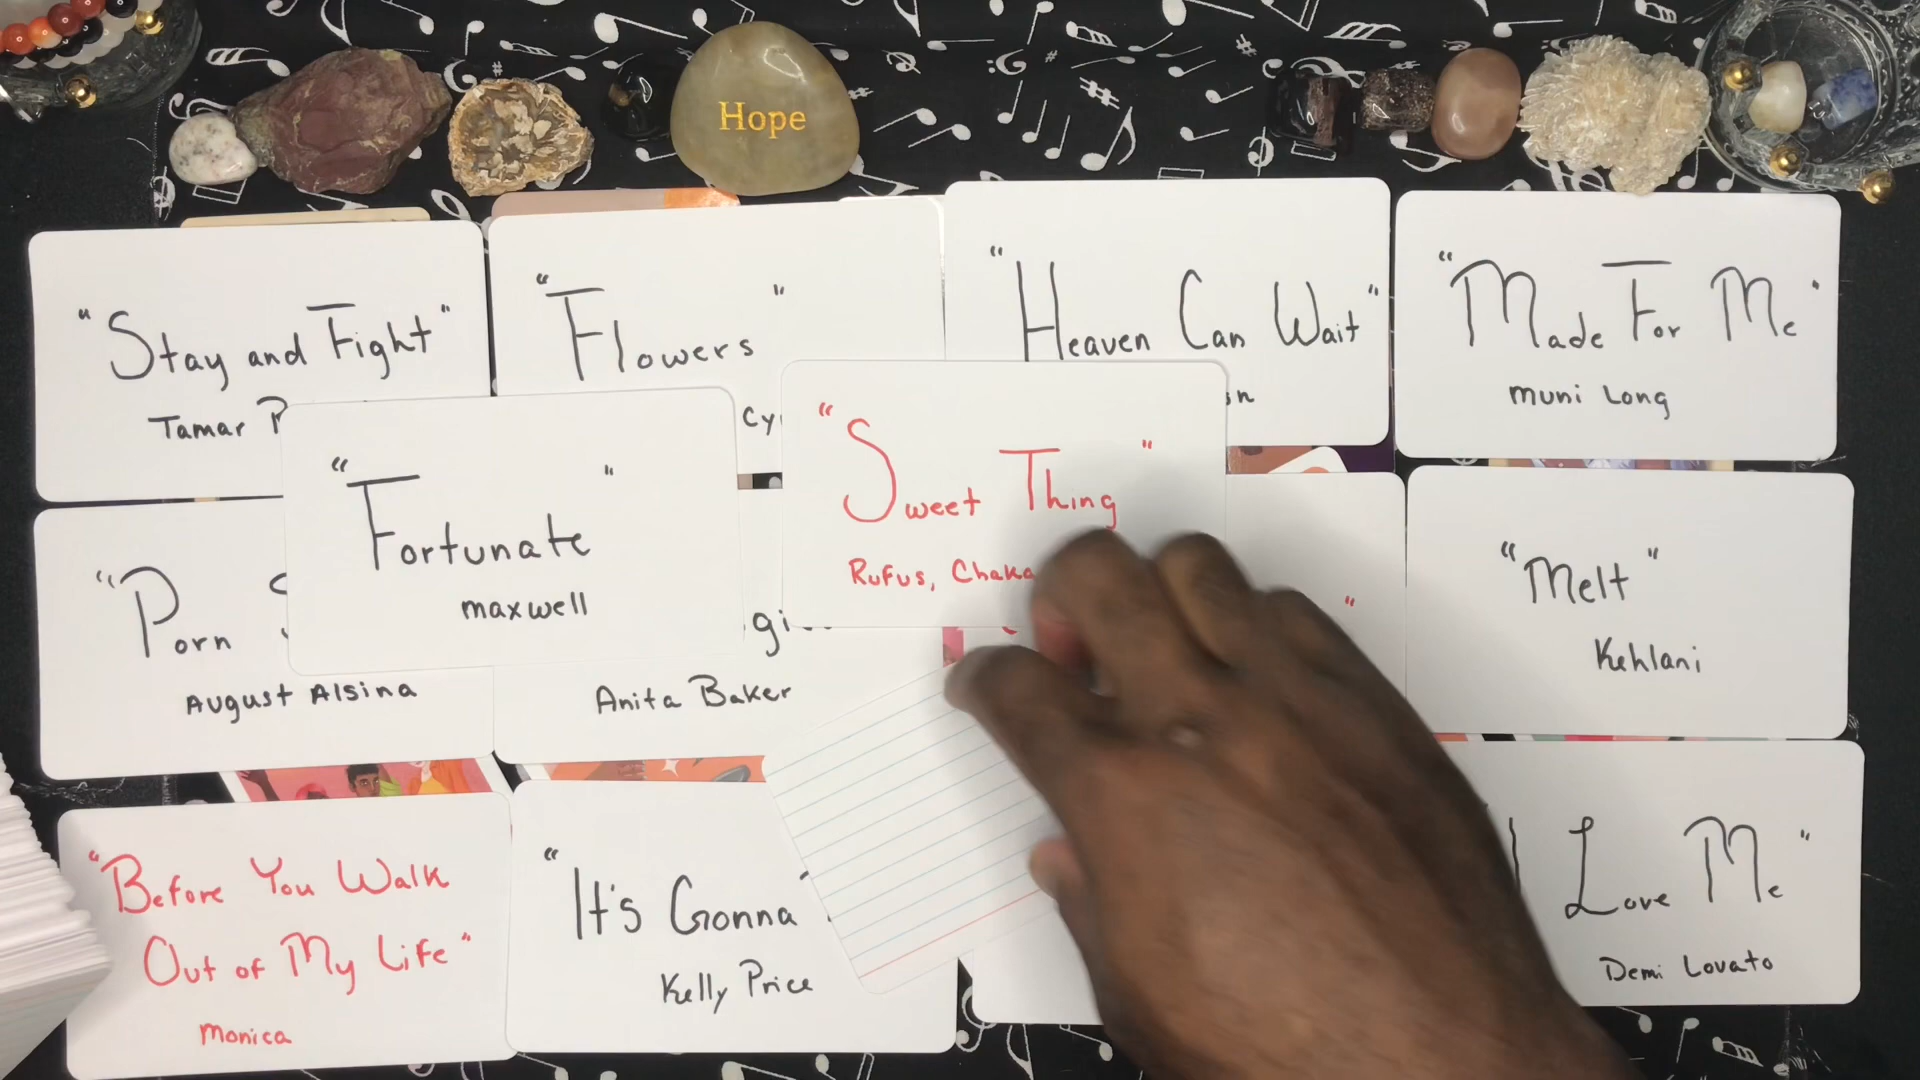 Hope
"Stay and Fight"
Tamar
"Flowers"
Cy
"Heaven Can Wait"
"Made For Me"
Muni Long
"Fortunate"
maxwell
"Sweet Thing"
Rufus, Chaka
"Porn
August Alsina
Anita Baker
"Melt"
Kehlani
"Before You Walk
Out of My Life"
Monica
"It's Gonna
Kelly Price
Love Me"
Demi Lovato